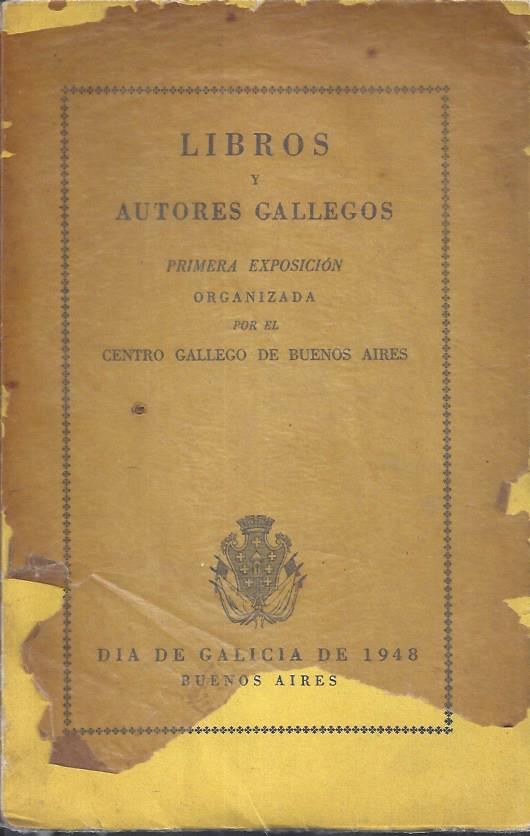 LIBROS
Y
AUTORES GALLEGOS
PRIMERA EXPOSICIÓN
ORGANIZADA
POR EL
CENTRO GALLEGO DE BUENOS AIRES
DIA DE GALICIA DE 1948
BUENOS AIRES